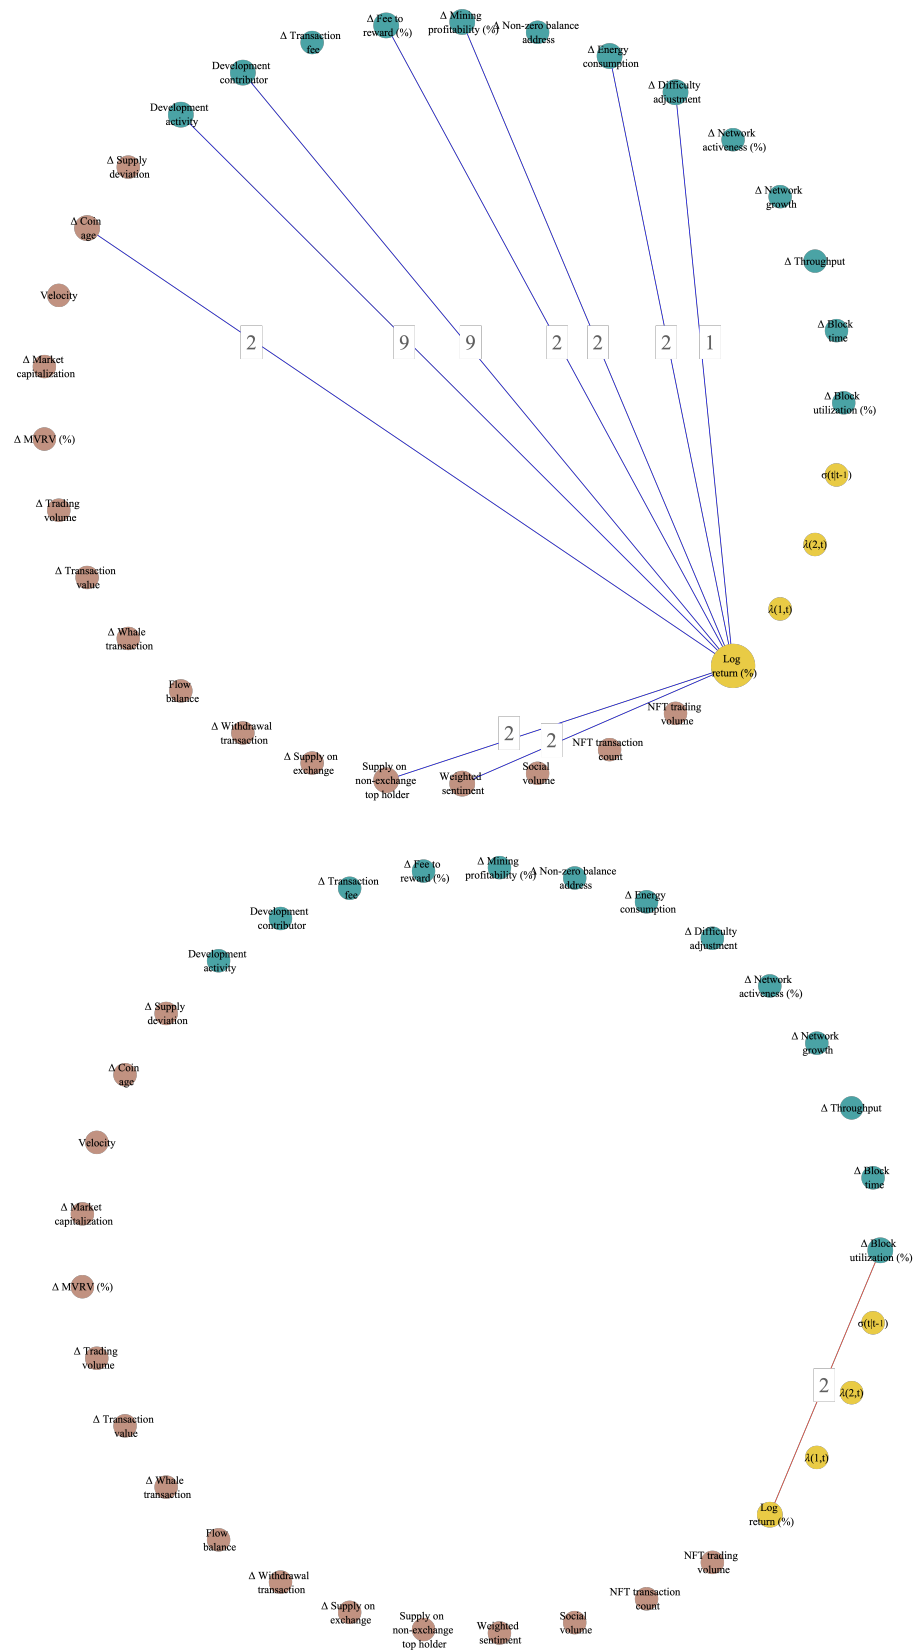 Δ Mining
profitability (%)
Δ Fee to
reward (%)
Δ Non-zero balance
address
Δ Transaction
fee
Δ Energy
consumption
Development
contributor
Δ Difficulty
adjustment
Development
activity
Δ Network
activeness (%)
Δ Supply
deviation
Δ Network
growth
Δ Coin
age
Δ Throughput
Velocity
Δ Block
time
2
9
9
2
2
2
1
Δ Market
capitalization
Δ Block
utilization (%)
Δ MVRV (%)
σ(t|t-1)
Δ Trading
volume
λ(2,t)
Δ Transaction
value
λ(1,t)
Δ Whale
transaction
Log
return (%)
Flow
balance
NFT trading
volume
Δ Withdrawal
transaction
2
2
NFT transaction
count
Δ Supply on
exchange
Supply on
non-exchange
top holder
Weighted
sentiment
Social
volume
Δ Mining
profitability (%)
Δ Fee to
reward (%)
Δ Non-zero balance
address
Δ Transaction
fee
Δ Energy
consumption
Development
contributor
Δ Difficulty
adjustment
Development
activity
Δ Network
activeness (%)
Δ Supply
deviation
Δ Network
growth
Δ Coin
age
Δ Throughput
Velocity
Δ Block
time
Δ Market
capitalization
Δ Block
utilization (%)
Δ MVRV (%)
σ(t|t-1)
Δ Trading
volume
2
λ(2,t)
Δ Transaction
value
λ(1,t)
Δ Whale
transaction
Log
return (%)
Flow
balance
NFT trading
volume
Δ Withdrawal
transaction
NFT transaction
count
Δ Supply on
exchange
Supply on
non-exchange
top holder
Weighted
sentiment
Social
volume